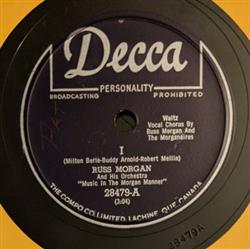 Decca
PERSONALITY
BROADCASTING
PROHIBITED
Waltz
Vocal Chorus By
Russ Morgan And
The Morganaires
I
(Milton Berle-Buddy Arnold-Robert Mellin)
RUSS MORGAN
And His Orchestra
"Music In The Morgan Manner"
28479-A
(3:04)
THE COMPO CO. LIMITED, LACHINE, QUE. CANADA
28479A